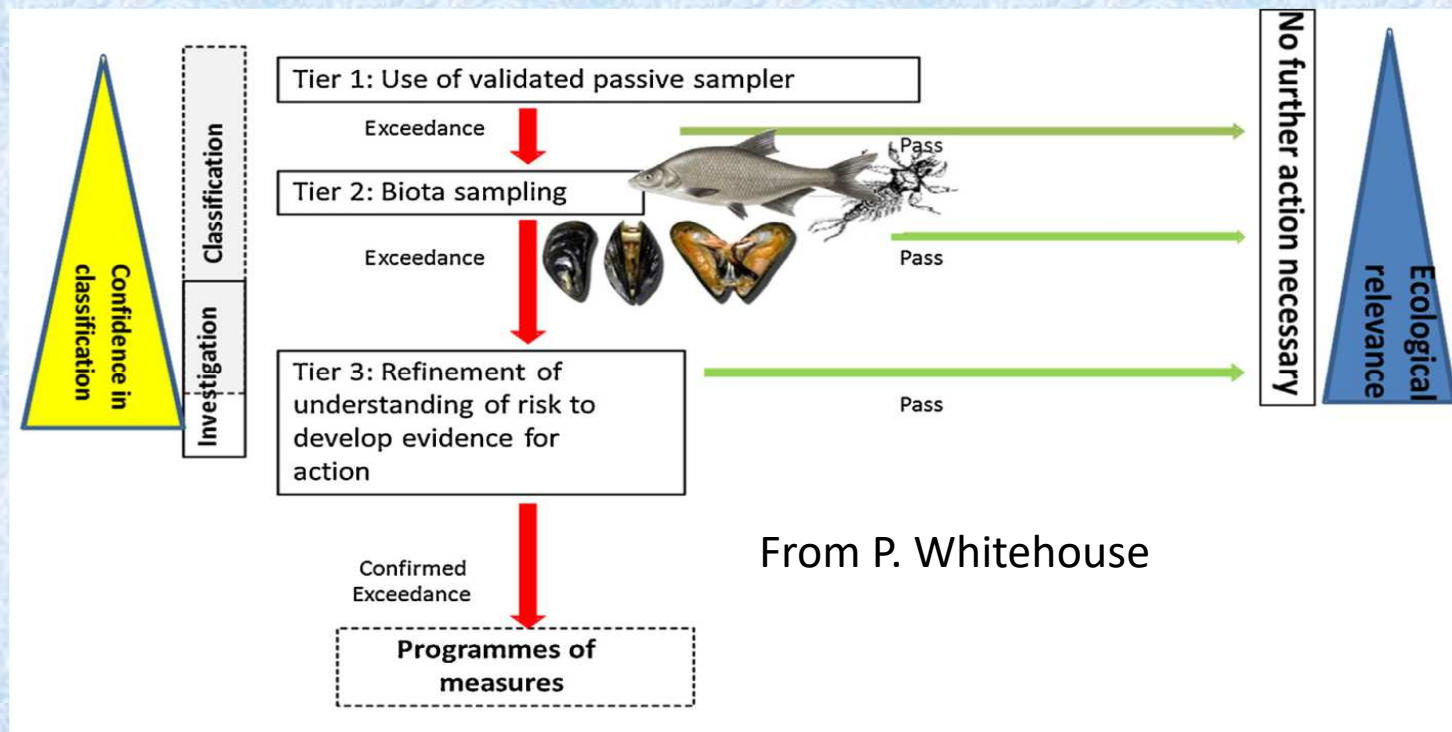 Tier 1: Use of validated passive sampler
Exceedance
Pass
Tier 2: Biota sampling
Exceedance
Pass
Tier 3: Refinement of
understanding of risk to
develop evidence for
action
Pass
Confirmed
Exceedance
Programmes of
measures
Confidence in
classification
Classification
Investigation
No further action necessary
Ecological
relevance
From P. Whitehouse